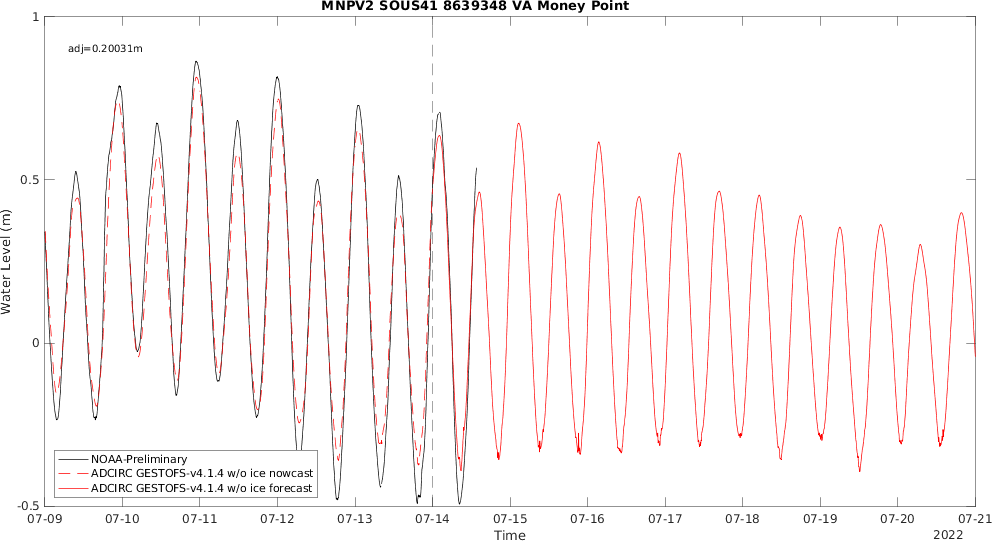 MNPV2 SOUS41 8639348 VA Money Point
adj=0.20031m
Water Level (m)
1
0.5
0
-0.5
NOAA-Preliminary
ADCIRC GESTOFS-v4.1.4 w/o ice nowcast
ADCIRC GESTOFS-v4.1.4 w/o ice forecast
07-09 07-10 07-11 07-12 07-13 07-14 07-15 07-16 07-17 07-18 07-19 07-20 07-21
Time
2022